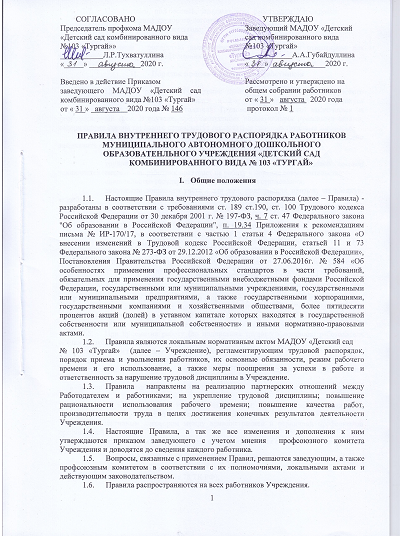 СОГЛАСОВАНО
Председатель профкома МАДОУ
«Детский сад комбинированного вида
№103 «Тургай»»
Л.Р.Тухватуллина
« 31 » августа 2020 г.
Введено в действие Приказом
заведующего МАДОУ «Детский сад
комбинированного вида №103 «Тургай»
от « 31 » августа 2020 года № 146
УТВЕРЖДАЮ
Заведующий МАДОУ «Детский
сад комбинированного вида
№103 «Тургай»
А.А.Губайдуллина
« 31 » августа 2020 г.
Рассмотрено и утверждено на
общем собрании работников
от « 31» августа 2020 года
протокол № 1
ПРАВИЛА ВНУТРЕННЕГО ТРУДОВОГО РАСПОРЯДКА РАБОТНИКОВ
МУНИЦИПАЛЬНОГО АВТОНОМНОГО ДОШКОЛЬНОГО
ОБРАЗОВАТЕНЛЬНОГО УЧРЕЖДЕНИЯ «ДЕТСКИЙ САД
КОМБИНИРОВАННОГО ВИДА № 103 «ТУРГАЙ»
I. Общие положения
1.1. Настоящие Правила внутреннего трудового распорядка (далее – Правила) -
разработаны в соответствии с требованиями ст. 189 ст.190, ст. 100 Трудового кодекса
Российской Федерации от 30 декабря 2001 г. № 197-ФЗ, ч. 7 ст. 47 Федерального закона
"Об образовании в Российской Федерации", п. 19.34 Приложения к рекомендациям
письма № ИР-170/17, в соответствии с частью 1 статьи 4 Федерального закона «О
внесении изменений в Трудовой кодекс Российской Федерации, статьей 11 и 73
Федерального закона № 273-ФЗ от 29.12.2012 «Об образовании в Российской Федерации»,
Постановления Правительства Российской Федерации от 27.06.2016г. № 584 «Об
особенностях применения профессиональных стандартов в части требований,
обязательных для применения государственными внебюджетными фондами Российской
Федерации, государственными или муниципальными учреждениями, государственными
или муниципальными предприятиями, а также государственными корпорациями,
государственными компаниями и хозяйственными обществами, более пятидесяти
процентов акций (долей) в уставном капитале которых находится в государственной
собственности или муниципальной собственности» и иными нормативно-правовыми
актами.
1.2. Правила являются локальным нормативным актом МАДОУ «Детский сад
№ 103 «Тургай» (далее – Учреждение), регламентирующим трудовой распорядок,
порядок приема и увольнения работников, их основные обязанности, режим рабочего
времени и его использование, а также меры поощрения за успехи в работе и
ответственность за нарушение трудовой дисциплины в Учреждение.
1.3. Правила направлены на реализацию партнерских отношений между
Работодателем и работниками; на укрепление трудовой дисциплины; повышение
рациональности использования рабочего времени; повышение качества работ,
производительности труда в целях достижения конечных результатов деятельности
Учреждения.
1.4. Настоящие Правила, а так же все изменения и дополнения к ним
утверждаются приказом заведующего с учетом мнения профсоюзного комитета
Учреждения и доводятся до сведения каждого работника.
1.5. Вопросы, связанные с применением Правил, решаются заведующим, а также
профсоюзным комитетом в соответствии с их полномочиями, локальными актами и
действующим законодательством.
1.6. Правила распространяются на всех работников Учреждения.
1